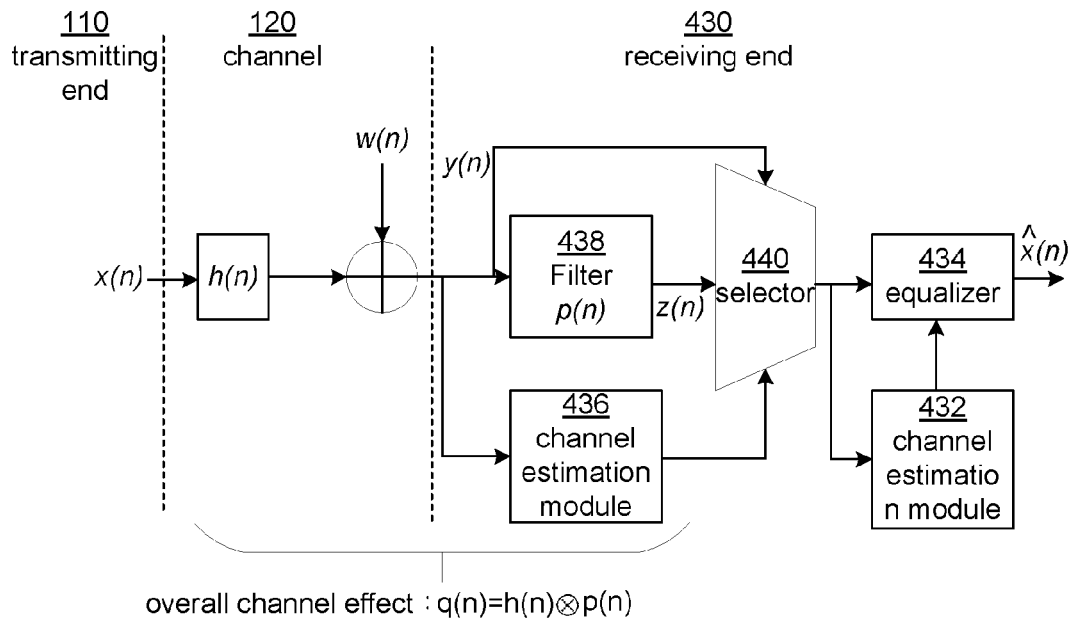 110
transmitting
end
120
channel
430
receiving end
w(n)
y(n)
x(n)
h(n)
438
Filter
p(n)
z(n)
440
selector
434
equalizer
x̂(n)
436
channel
estimation
module
432
channel
estimatio
n module
overall channel effect : q(n)=h(n)⊗p(n)